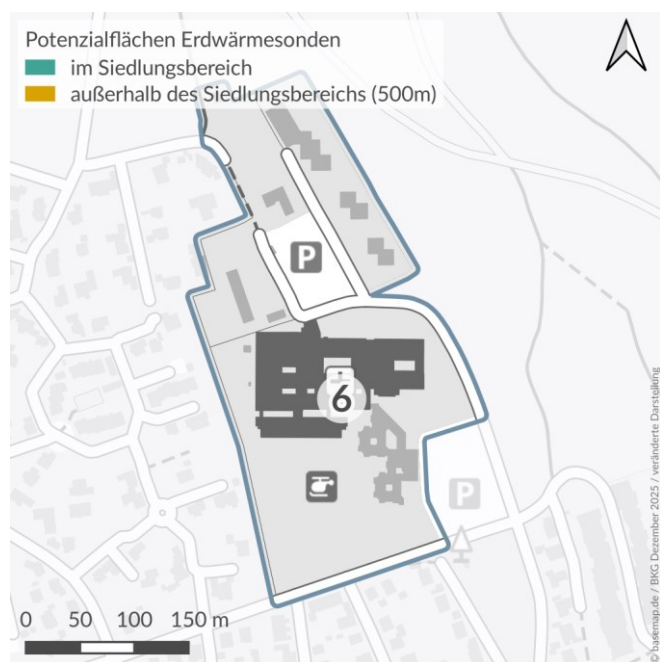 Potenzialflächen Erdwärmesonden
im Siedlungsbereich
außerhalb des Siedlungsbereichs (500m)
P
6
P
0 50 100 150 m
© basemap.de / BKG Dezember 2025 / veränderte Darstellung